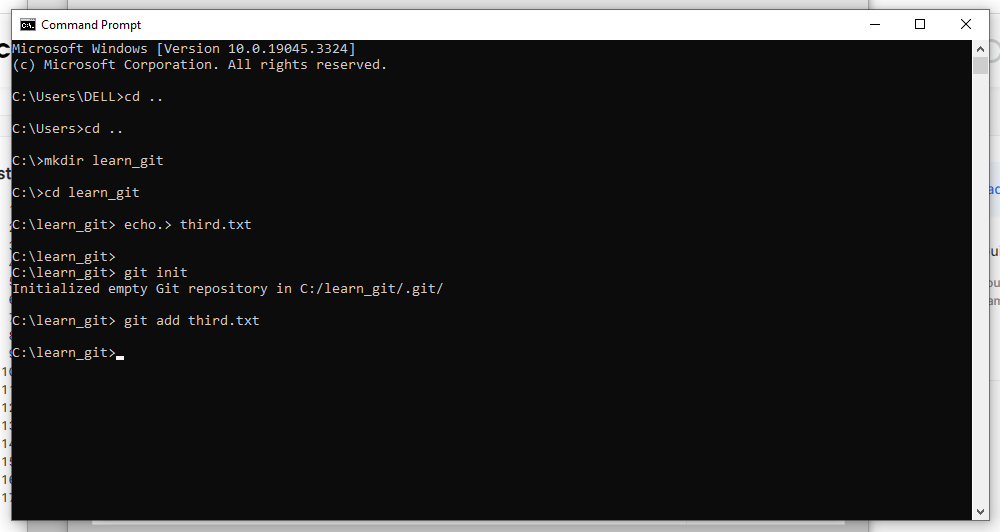 Command Prompt
Microsoft Windows [Version 10.0.19045.3324]
(c) Microsoft Corporation. All rights reserved.
C:\Users\DELL>cd ..
C:\Users>cd ..
C:\>mkdir learn_git
C:\>cd learn_git
C:\learn_git> echo.> third.txt
C:\learn_git>
C:\learn_git> git init
Initialized empty Git repository in C:/learn_git/.git/
C:\learn_git> git add third.txt
C:\learn_git>